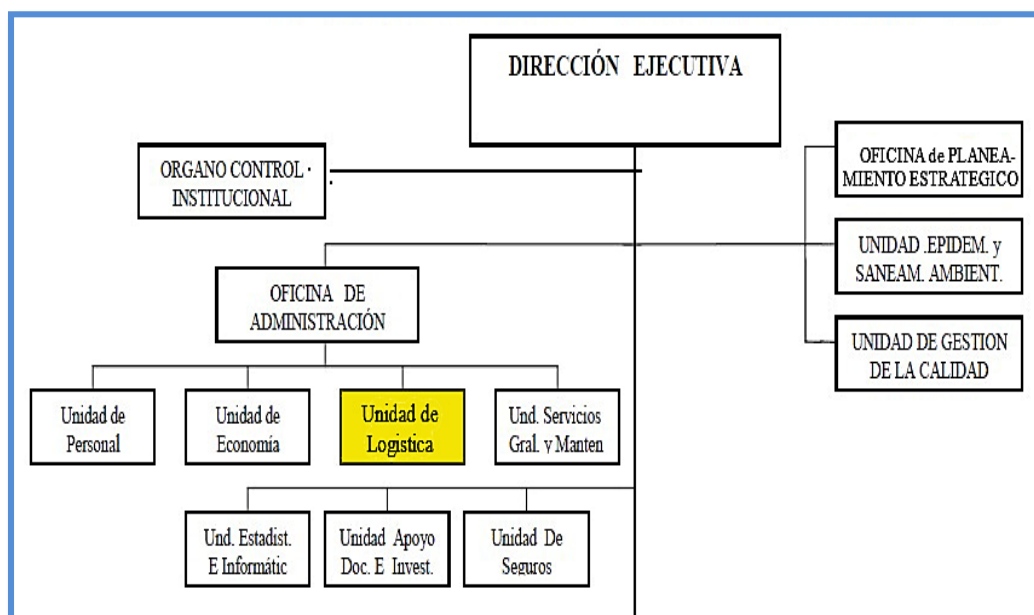 DIRECCIÓN EJECUTIVA
ORGANO CONTROL ·
INSTITUCIONAL
OFICINA de PLANEA-
MIENTO ESTRATEGICO
UNIDAD .EPIDEM. y
SANEAM. AMBIENT.
OFICINA DE
ADMINISTRACIÓN
UNIDAD DE GESTION
DE LA CALIDAD
Unidad de
Personal
Unidad de
Economía
Unidad de
Logistica
Und. Servicios
Gral. y Manten
Und. Estadist.
E Informátic
Unidad Apoyo
Doc. E Invest.
Unidad De
Seguros